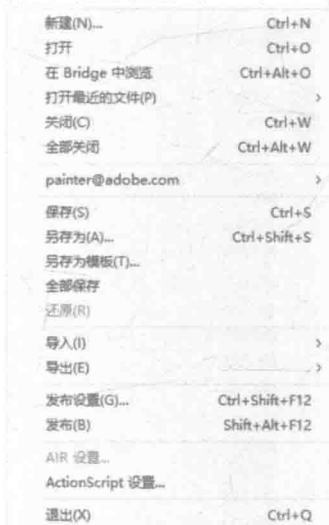 新建(N)... Ctrl+N
打开 Ctrl+O
在 Bridge 中浏览 Ctrl+Alt+O
打开最近的文件(P) >
关闭(C) Ctrl+W
全部关闭 Ctrl+Alt+W
painter@adobe.com >
保存(S) Ctrl+S
另存为(A)... Ctrl+Shift+S
另存为模板(T)...
全部保存
还原(R)
导入(I) >
导出(E) >
发布设置(G)... Ctrl+Shift+F12
发布(B) Shift+Alt+F12
AIR 设置...
ActionScript 设置...
退出(X) Ctrl+Q